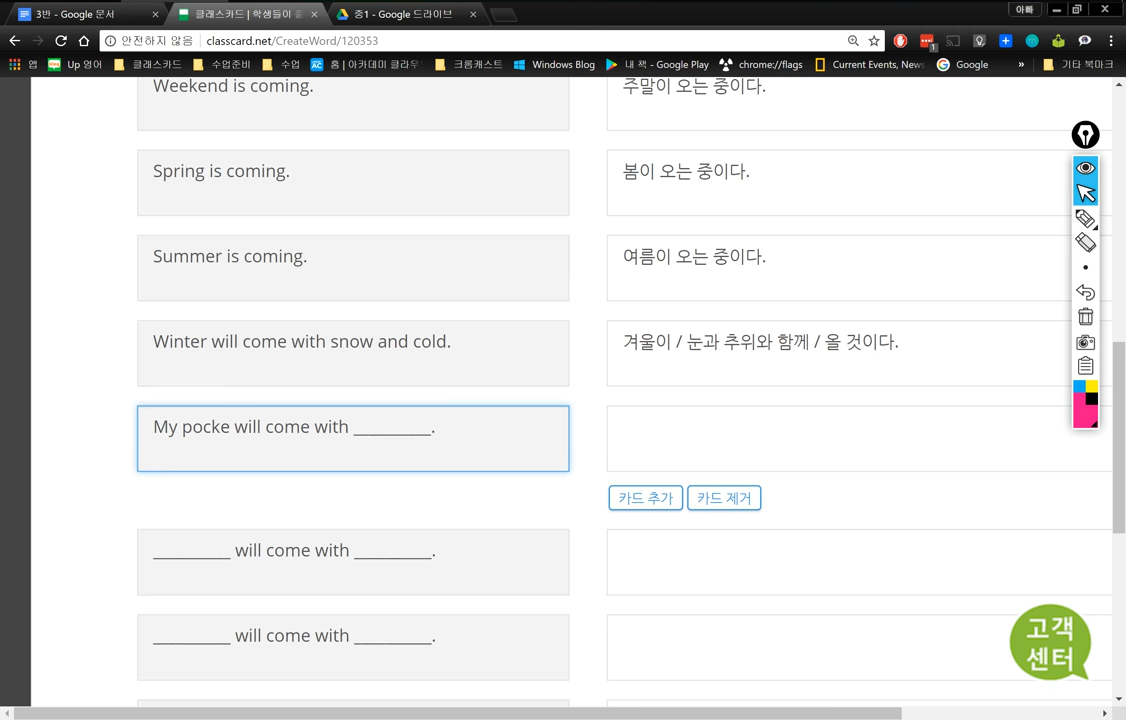 3반 - Google 문서
클래스카드 | 학생들이 좋
중1 - Google 드라이브
아빠
안전하지 않음
classcard.net/CreateWord/120353
1
앱
Up 영어
클래스카드
수업준비
수업
홈 | 아카데미 클라우
크롬캐스트
Windows Blog
내 책 - Google Play
chrome://flags
Current Events, News
Google
»
기타 북마크
Weekend is coming.
주말이 오는 중이다.
Spring is coming.
봄이 오는 중이다.
Summer is coming.
여름이 오는 중이다.
Winter will come with snow and cold.
겨울이 / 눈과 추위와 함께 / 올 것이다.
My pocke will come with _________.
카드 추가
카드 제거
_________ will come with _________.
_________ will come with _________.
고객
센터